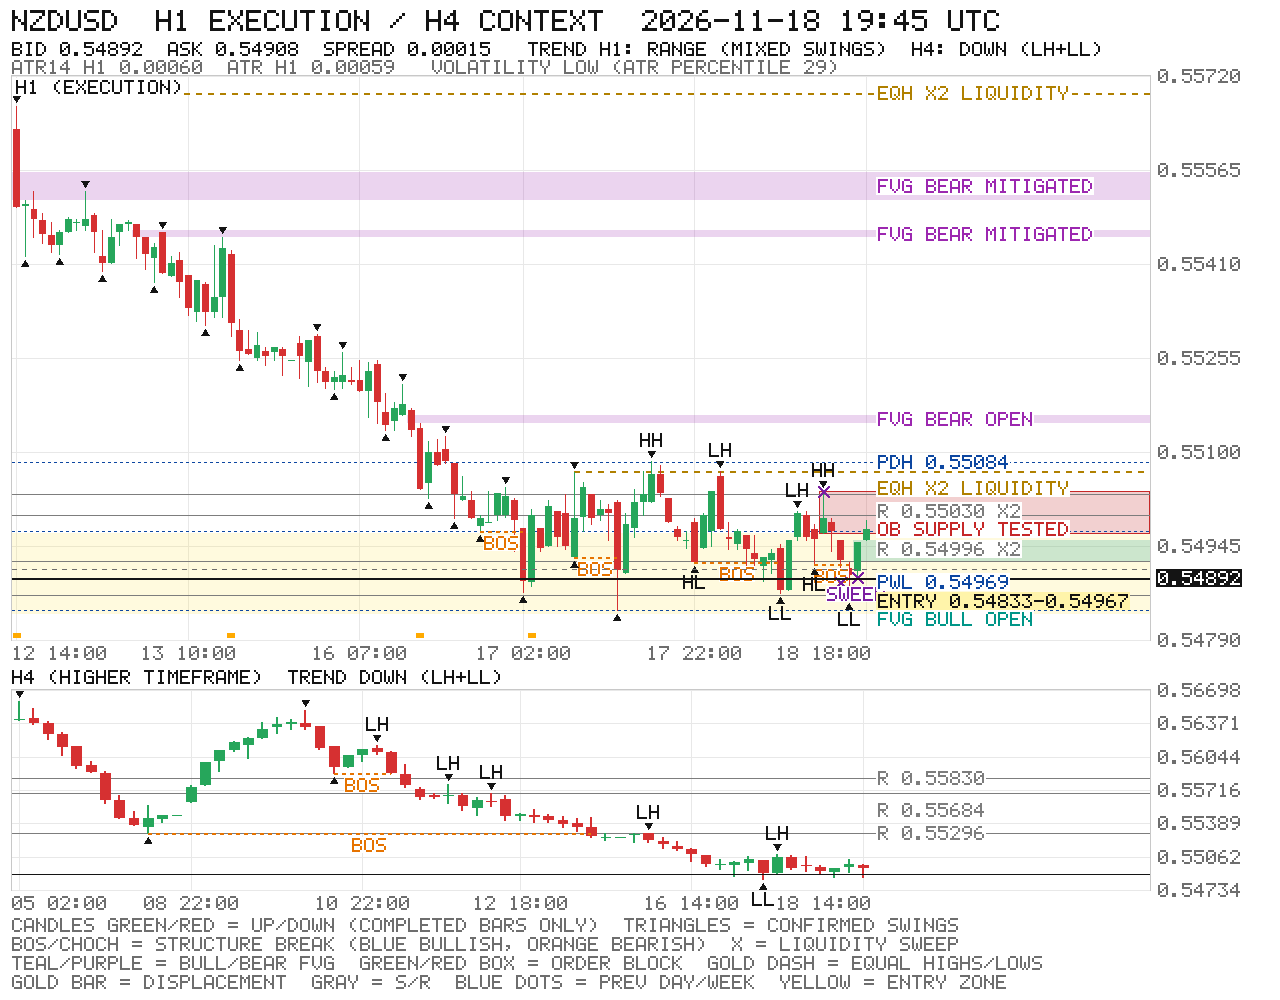 NZDUSD H1 EXECUTION / H4 CONTEXT 2026-11-18 19:45 UTC
BID 0.54892 ASK 0.54908 SPREAD 0.00015 TREND H1: RANGE (MIXED SWINGS) H4: DOWN (LH+LL)
ATR14 H1 0.00060 ATR H1 0.00059 VOLATILITY LOW (ATR PERCENTILE 29)
H1 (EXECUTION)
0.55720
EQH X2 LIQUIDITY
0.55565
FVG BEAR MITIGATED
FVG BEAR MITIGATED
0.55410
0.55255
FVG BEAR OPEN
HH
LH
0.55100
PDH 0.55084
HH
LH
EQH X2 LIQUIDITY
R 0.55030 X2
OB SUPPLY TESTED
BOS
R 0.54996 X2
0.54945
BOS
BOS
BOS
0.54892
HL
HL
PWL 0.54969
SWEE
ENTRY 0.54833-0.54967
LL
LL
FVG BULL OPEN
0.54790
12 14:00 13 10:00 16 07:00 17 02:00 17 22:00 18 18:00
H4 (HIGHER TIMEFRAME) TREND DOWN (LH+LL)
0.56698
LH
0.56371
0.56044
LH
LH
R 0.55830
BOS
0.55716
LH
R 0.55684
0.55389
LH
R 0.55296
BOS
0.55062
0.54734
LL
05 02:00 08 22:00 10 22:00 12 18:00 16 14:00 18 14:00
CANDLES GREEN/RED = UP/DOWN (COMPLETED BARS ONLY) TRIANGLES = CONFIRMED SWINGS
BOS/CHOCH = STRUCTURE BREAK (BLUE BULLISH, ORANGE BEARISH) X = LIQUIDITY SWEEP
TEAL/PURPLE = BULL/BEAR FVG GREEN/RED BOX = ORDER BLOCK GOLD DASH = EQUAL HIGHS/LOWS
GOLD BAR = DISPLACEMENT GRAY = S/R BLUE DOTS = PREV DAY/WEEK YELLOW = ENTRY ZONE